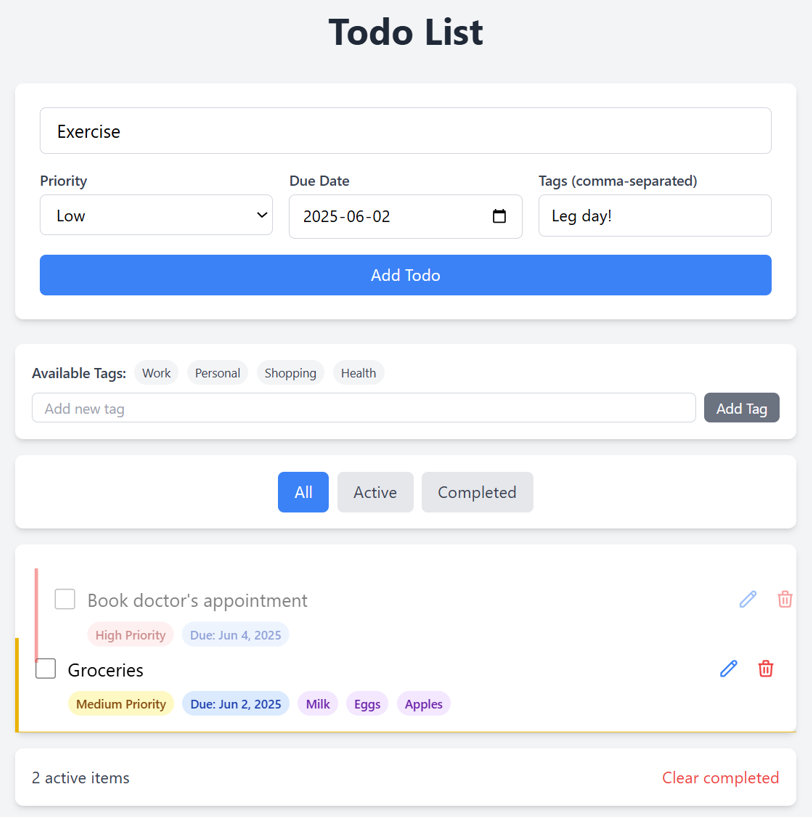 Todo List
Exercise
Priority Due Date Tags (comma-separated)
Low 2025-06-02 Leg day!
Add Todo
Available Tags: Work Personal Shopping Health
Add new tag Add Tag
All Active Completed
Book doctor's appointment
High Priority Due: Jun 4, 2025
Groceries
Medium Priority Due: Jun 2, 2025 Milk Eggs Apples
2 active items Clear completed